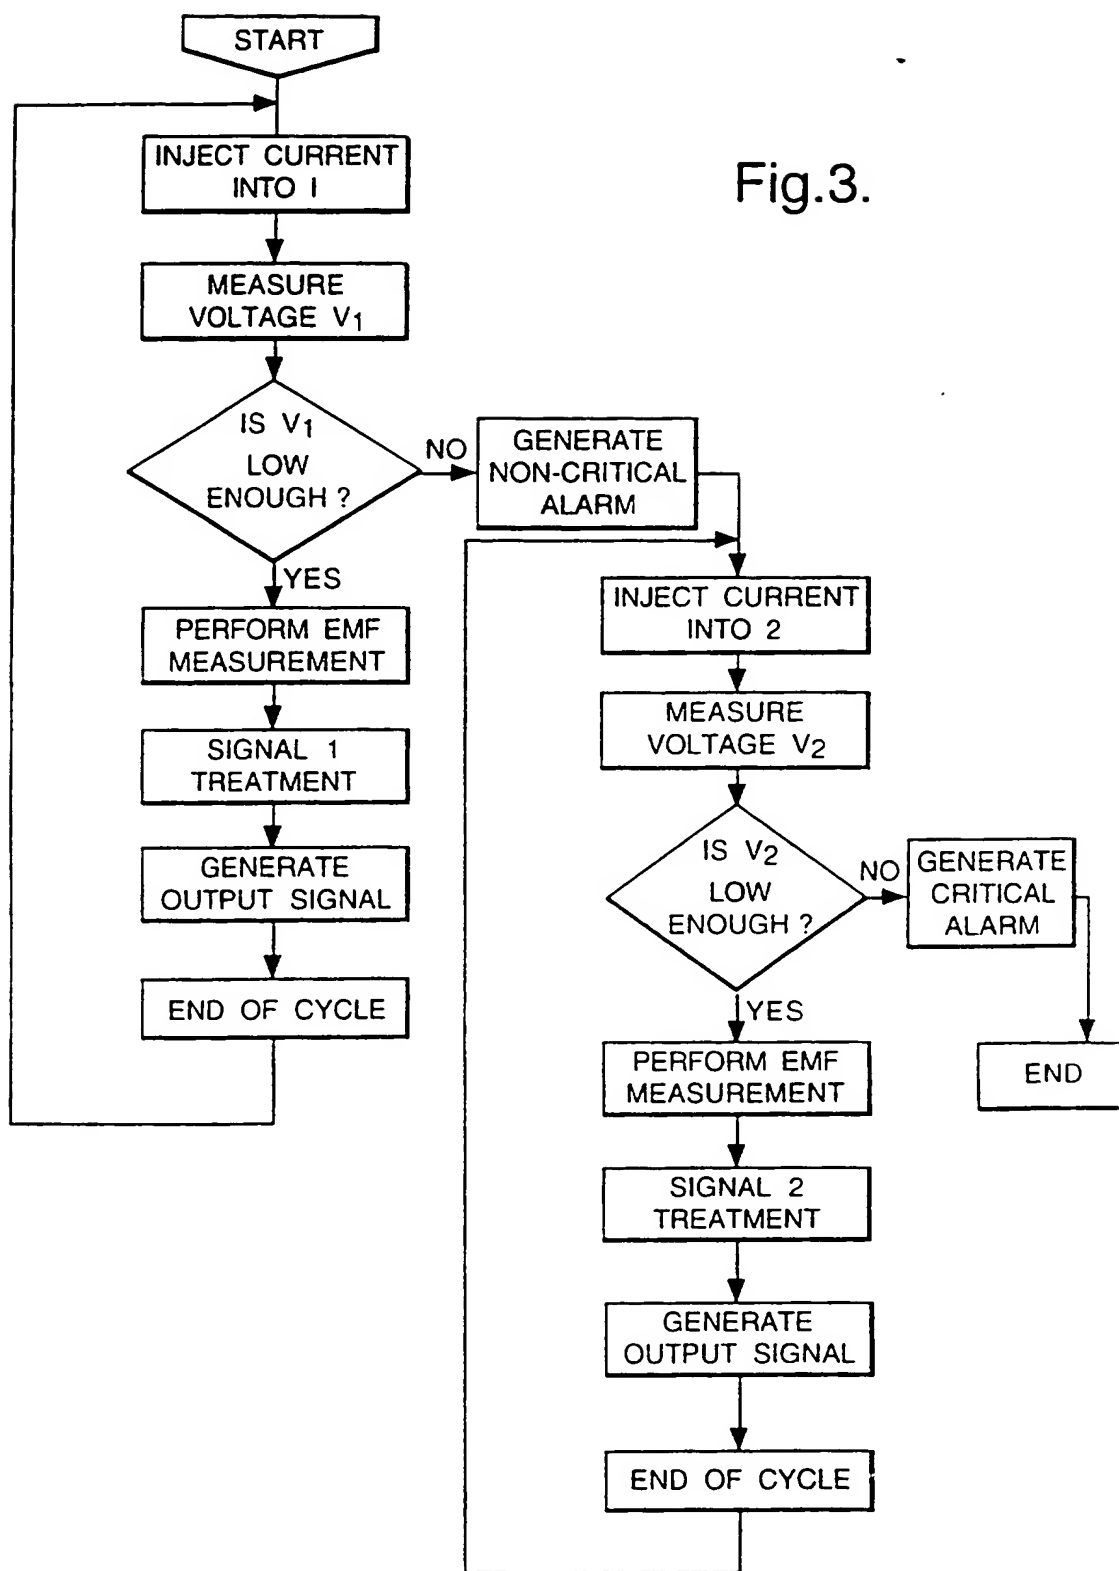 START
INJECT CURRENT
INTO I
Fig.3.
MEASURE
VOLTAGE V1
IS V1
LOW
ENOUGH ?
NO
GENERATE
NON-CRITICAL
ALARM
YES
PERFORM EMF
MEASUREMENT
SIGNAL 1
TREATMENT
GENERATE
OUTPUT SIGNAL
END OF CYCLE
INJECT CURRENT
INTO 2
MEASURE
VOLTAGE V2
IS V2
LOW
ENOUGH ?
NO
GENERATE
CRITICAL
ALARM
END
YES
PERFORM EMF
MEASUREMENT
SIGNAL 2
TREATMENT
GENERATE
OUTPUT SIGNAL
END OF CYCLE